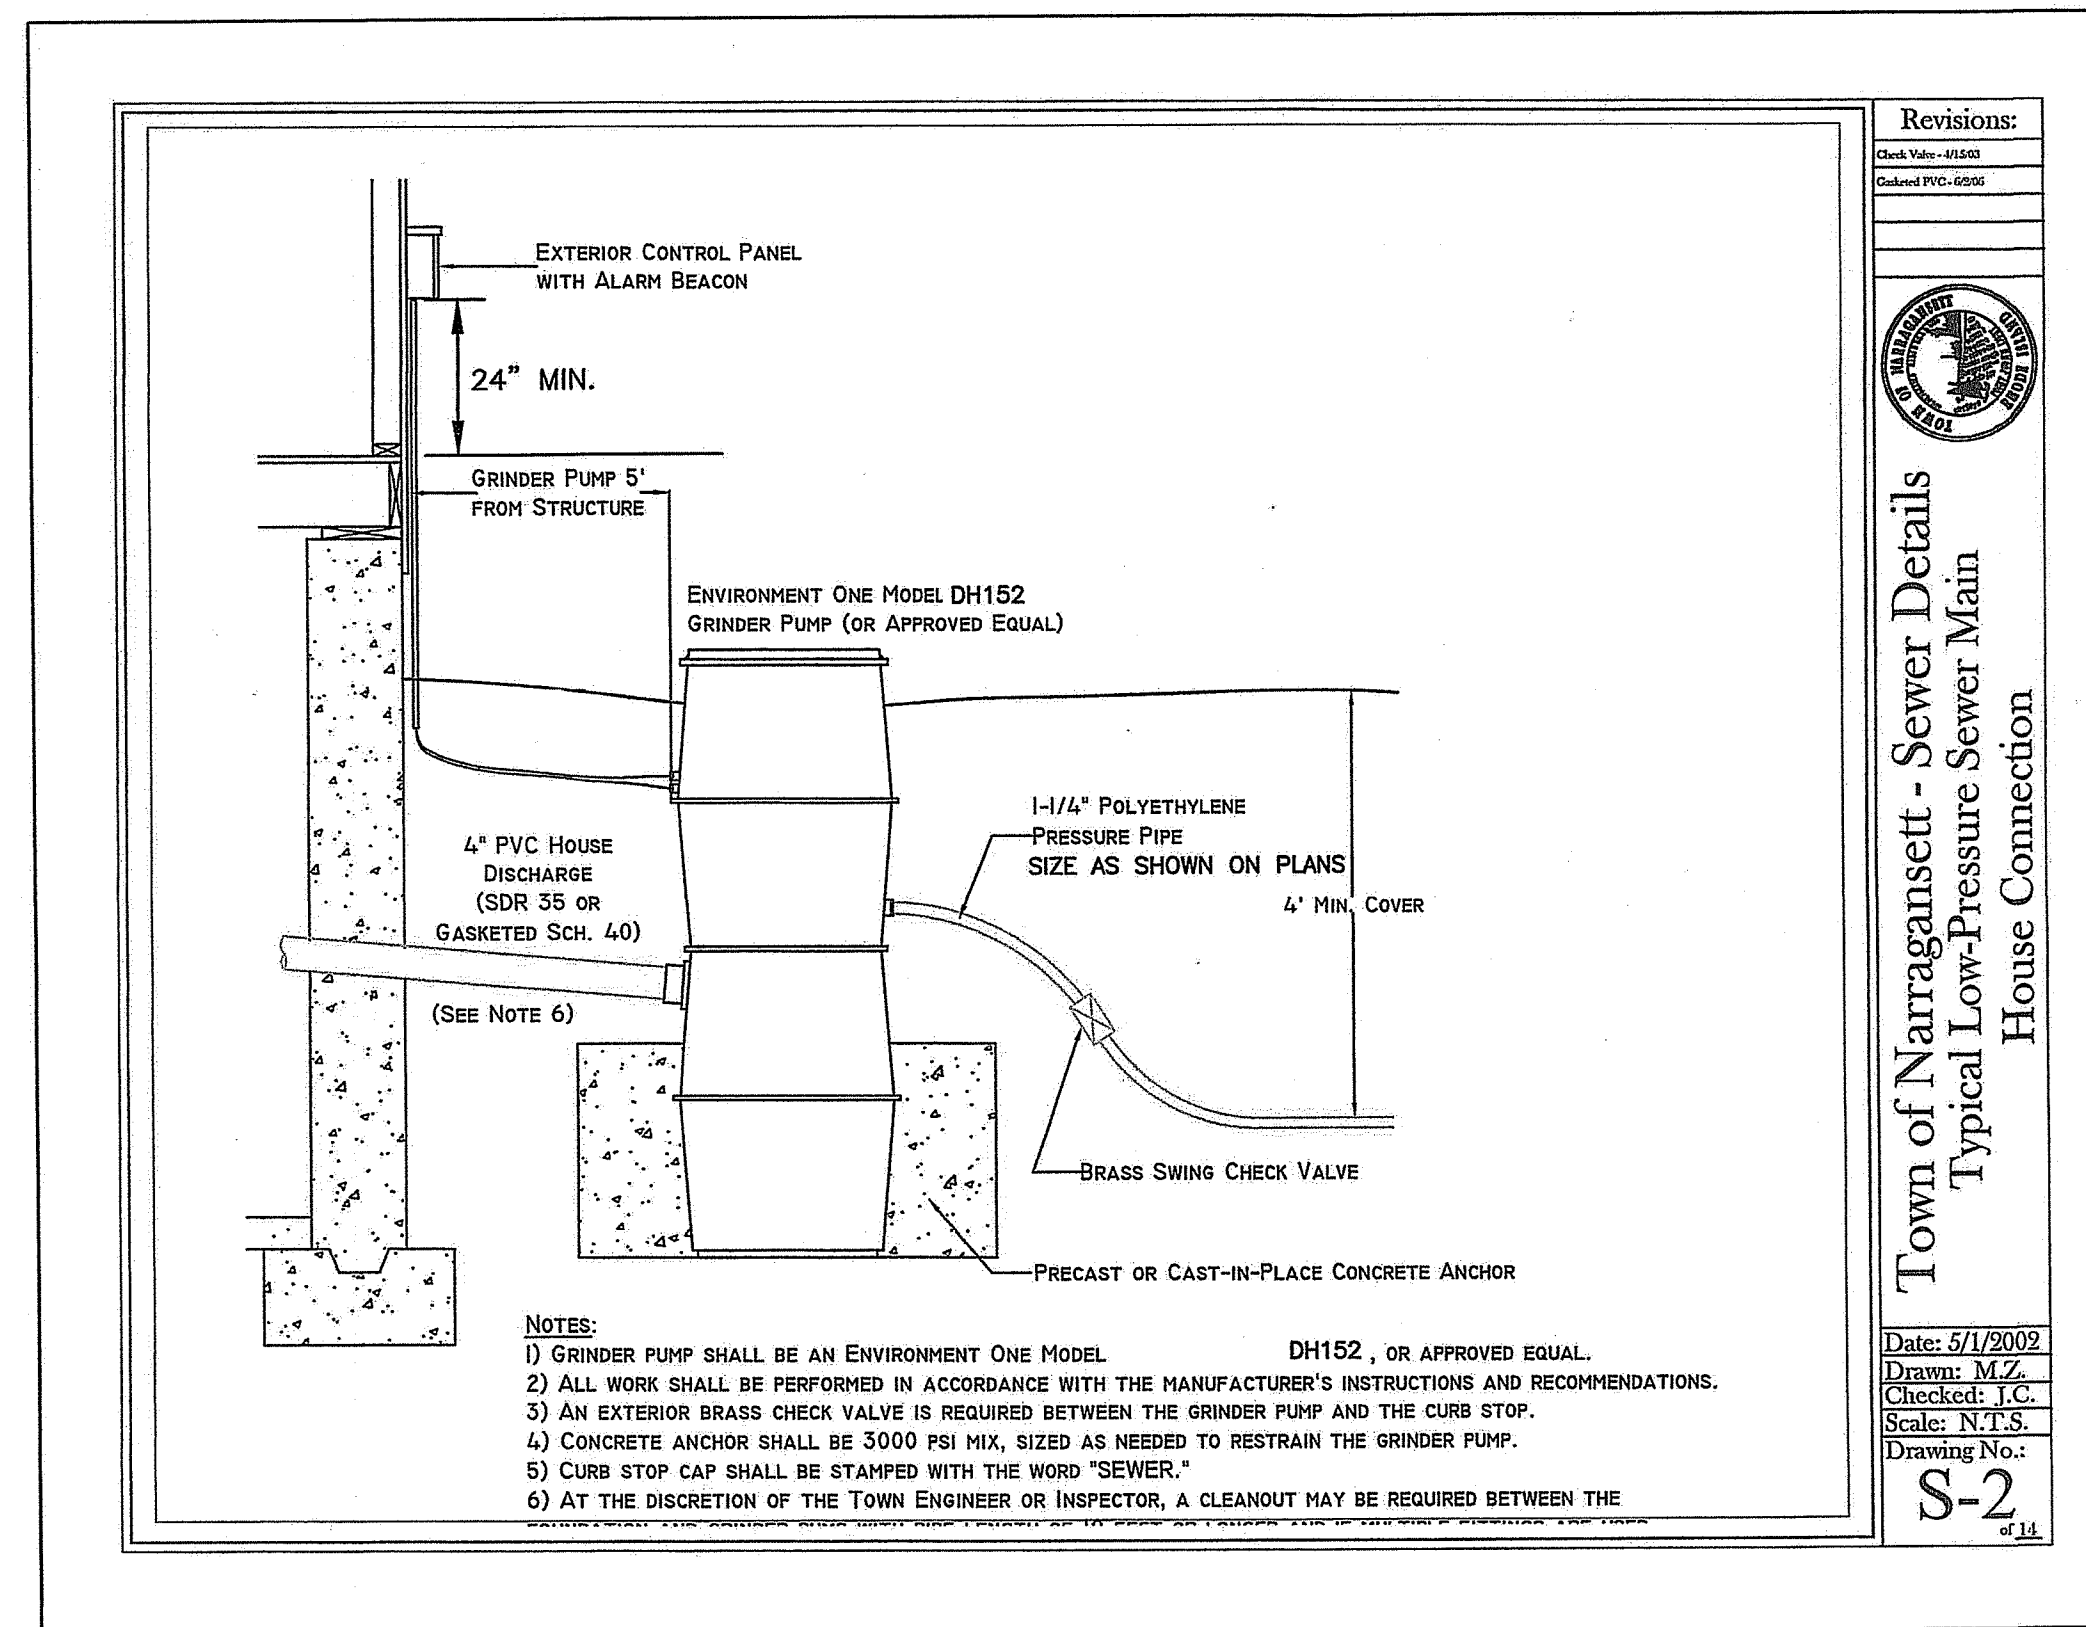 Revisions:
Check Valve - 4/15/03
Gasketed PVC - 6/2/06
EXTERIOR CONTROL PANEL
WITH ALARM BEACON
24” MIN.
GRINDER PUMP 5'
FROM STRUCTURE
ENVIRONMENT ONE MODEL DH152
GRINDER PUMP (OR APPROVED EQUAL)
1-1/4" POLYETHYLENE
PRESSURE PIPE
SIZE AS SHOWN ON PLANS
4' MIN. COVER
4" PVC HOUSE
DISCHARGE
(SDR 35 OR
GASKETED SCH. 40)
(SEE NOTE 6)
BRASS SWING CHECK VALVE
PRECAST OR CAST-IN-PLACE CONCRETE ANCHOR
NOTES:
1) GRINDER PUMP SHALL BE AN ENVIRONMENT ONE MODEL DH152, OR APPROVED EQUAL.
2) ALL WORK SHALL BE PERFORMED IN ACCORDANCE WITH THE MANUFACTURER'S INSTRUCTIONS AND RECOMMENDATIONS.
3) AN EXTERIOR BRASS CHECK VALVE IS REQUIRED BETWEEN THE GRINDER PUMP AND THE CURB STOP.
4) CONCRETE ANCHOR SHALL BE 3000 PSI MIX, SIZED AS NEEDED TO RESTRAIN THE GRINDER PUMP.
5) CURB STOP CAP SHALL BE STAMPED WITH THE WORD "SEWER."
6) AT THE DISCRETION OF THE TOWN ENGINEER OR INSPECTOR, A CLEANOUT MAY BE REQUIRED BETWEEN THE
TOWN OF NARRAGANSETT
RHODE ISLAND
Town of Narragansett - Sewer Details
Typical Low-Pressure Sewer Main
House Connection
Date: 5/1/2002
Drawn: M.Z.
Checked: J.C.
Scale: N.T.S.
Drawing No.:
S-2
of 14